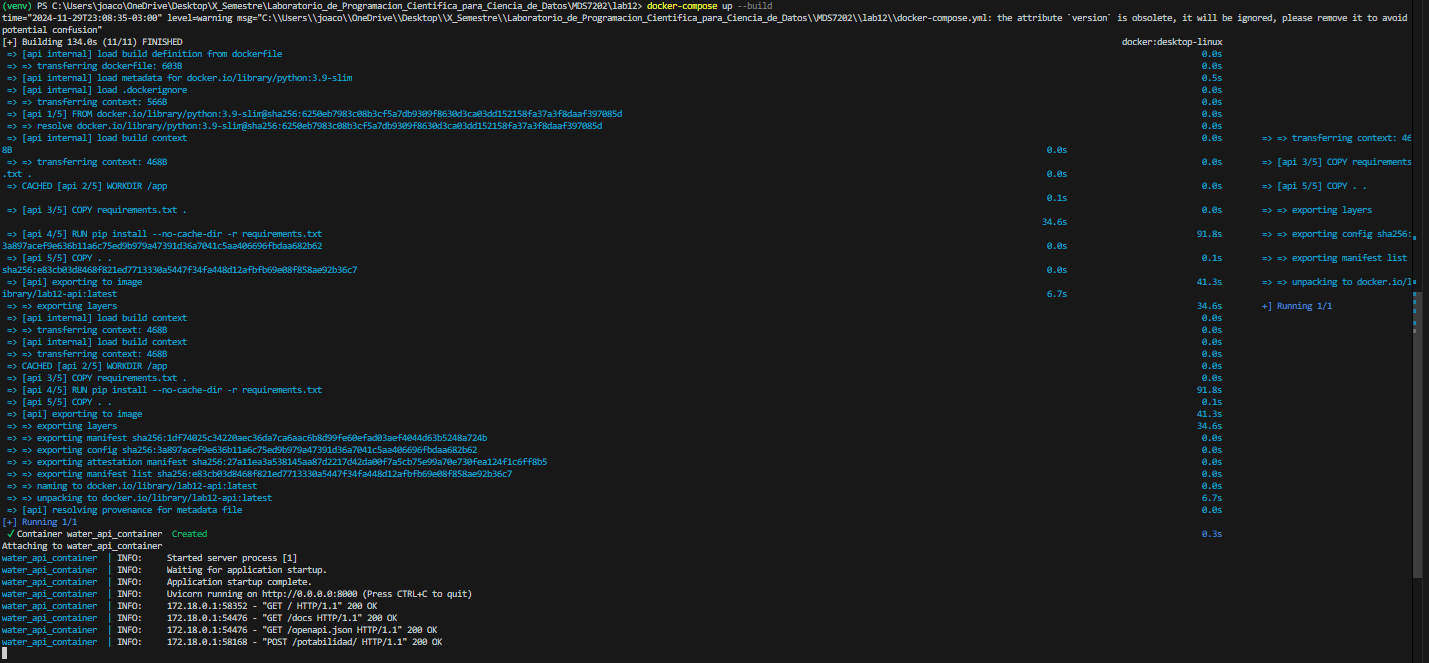 (venv) PS C:\Users\joaco\OneDrive\Desktop\X_Semestre\Laboratorio_de_Programacion_Cientifica_para_Ciencia_de_Datos\MDS7202\lab12> docker-compose up --build
time="2024-11-29T23:08:35-03:00" level=warning msg="C:\\Users\\joaco\\OneDrive\\Desktop\\X_Semestre\\Laboratorio_de_Programacion_Cientifica_para_Ciencia_de_Datos\\MDS7202\\lab12\\docker-compose.yml: the attribute `version` is obsolete, it will be ignored, please remove it to avoid
potential confusion"
[+] Building 134.0s (11/11) FINISHED docker:desktop-linux
=> [api internal] load build definition from dockerfile 0.0s
=> => transferring dockerfile: 603B 0.0s
=> [api internal] load metadata for docker.io/library/python:3.9-slim 0.5s
=> [api internal] load .dockerignore 0.0s
=> => transferring context: 566B 0.0s
=> [api 1/5] FROM docker.io/library/python:3.9-slim@sha256:6250eb7983c08b3cf5a7db9309f8630d3ca03dd152158fa37a3f8daaf397085d 0.0s
=> => resolve docker.io/library/python:3.9-slim@sha256:6250eb7983c08b3cf5a7db9309f8630d3ca03dd152158fa37a3f8daaf397085d 0.0s
=> [api internal] load build context 0.0s => => transferring context: 46
8B 0.0s
=> => transferring context: 468B 0.0s => [api 3/5] COPY requirements
.txt . 0.0s
=> CACHED [api 2/5] WORKDIR /app 0.0s => [api 5/5] COPY . .
0.1s
=> [api 3/5] COPY requirements.txt . 0.0s => => exporting layers
34.6s
=> [api 4/5] RUN pip install --no-cache-dir -r requirements.txt 91.8s => => exporting config sha256:
3a897acef9e636b11a6c75ed9b979a47391d36a7041c5aa406696fbdaa682b62 0.0s
=> [api 5/5] COPY . . 0.1s => => exporting manifest list
sha256:e83cb03d8468f821ed7713330a5447f34fa448d12afbfb69e08f858ae92b36c7 0.0s
=> [api] exporting to image 41.3s => => unpacking to docker.io/l
ibrary/lab12-api:latest 6.7s
=> => exporting layers 34.6s +] Running 1/1
=> [api internal] load build context 0.0s
=> => transferring context: 468B 0.0s
=> [api internal] load build context 0.0s
=> => transferring context: 468B 0.0s
=> CACHED [api 2/5] WORKDIR /app 0.0s
=> [api 3/5] COPY requirements.txt . 0.0s
=> [api 4/5] RUN pip install --no-cache-dir -r requirements.txt 91.8s
=> [api 5/5] COPY . . 0.1s
=> [api] exporting to image 41.3s
=> => exporting layers 34.6s
=> => exporting manifest sha256:1df74025c34220aec36da7ca6aac6b8d99fe60efad03aef4044d63b5248a724b 0.0s
=> => exporting config sha256:3a897acef9e636b11a6c75ed9b979a47391d36a7041c5aa406696fbdaa682b62 0.0s
=> => exporting attestation manifest sha256:27a11ea3a538145aa87d2217d42da00f7a5cb75e99a70e730fea124f1c6ff8b5 0.0s
=> => exporting manifest list sha256:e83cb03d8468f821ed7713330a5447f34fa448d12afbfb69e08f858ae92b36c7 0.0s
=> => naming to docker.io/library/lab12-api:latest 0.0s
=> => unpacking to docker.io/library/lab12-api:latest 6.7s
=> [api] resolving provenance for metadata file 0.0s
[+] Running 1/1
✓Container water_api_container Created 0.3s
Attaching to water_api_container
water_api_container | INFO: Started server process [1]
water_api_container | INFO: Waiting for application startup.
water_api_container | INFO: Application startup complete.
water_api_container | INFO: Uvicorn running on http://0.0.0.0:8000 (Press CTRL+C to quit)
water_api_container | INFO: 172.18.0.1:58352 - "GET / HTTP/1.1" 200 OK
water_api_container | INFO: 172.18.0.1:54476 - "GET /docs HTTP/1.1" 200 OK
water_api_container | INFO: 172.18.0.1:54476 - "GET /openapi.json HTTP/1.1" 200 OK
water_api_container | INFO: 172.18.0.1:58168 - "POST /potabilidad/ HTTP/1.1" 200 OK